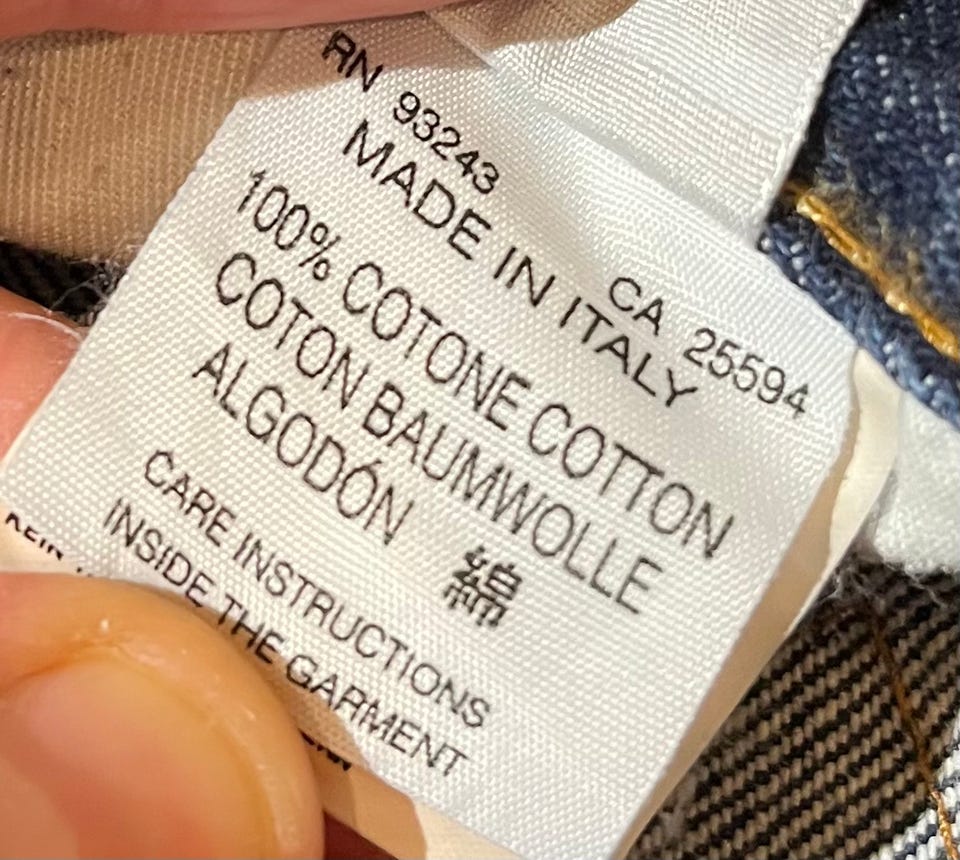 RN 93243 CA 25594
MADE IN ITALY
100% COTONE COTTON
COTON BAUMWOLLE
ALGODÓN 綿
CARE INSTRUCTIONS
INSIDE THE GARMENT